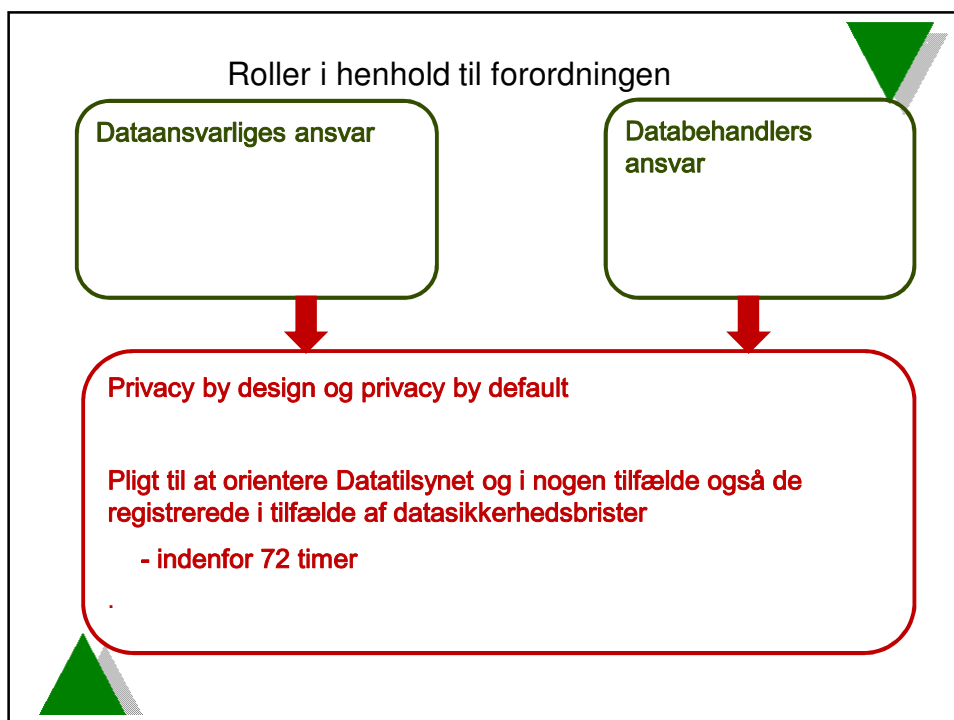 Roller i henhold til forordningen
Dataansvarliges ansvar
Databehandlers
ansvar
Privacy by design og privacy by default
Pligt til at orientere Datatilsynet og i nogen tilfælde også de
registrerede i tilfælde af datasikkerhedsbrister
- indenfor 72 timer
.